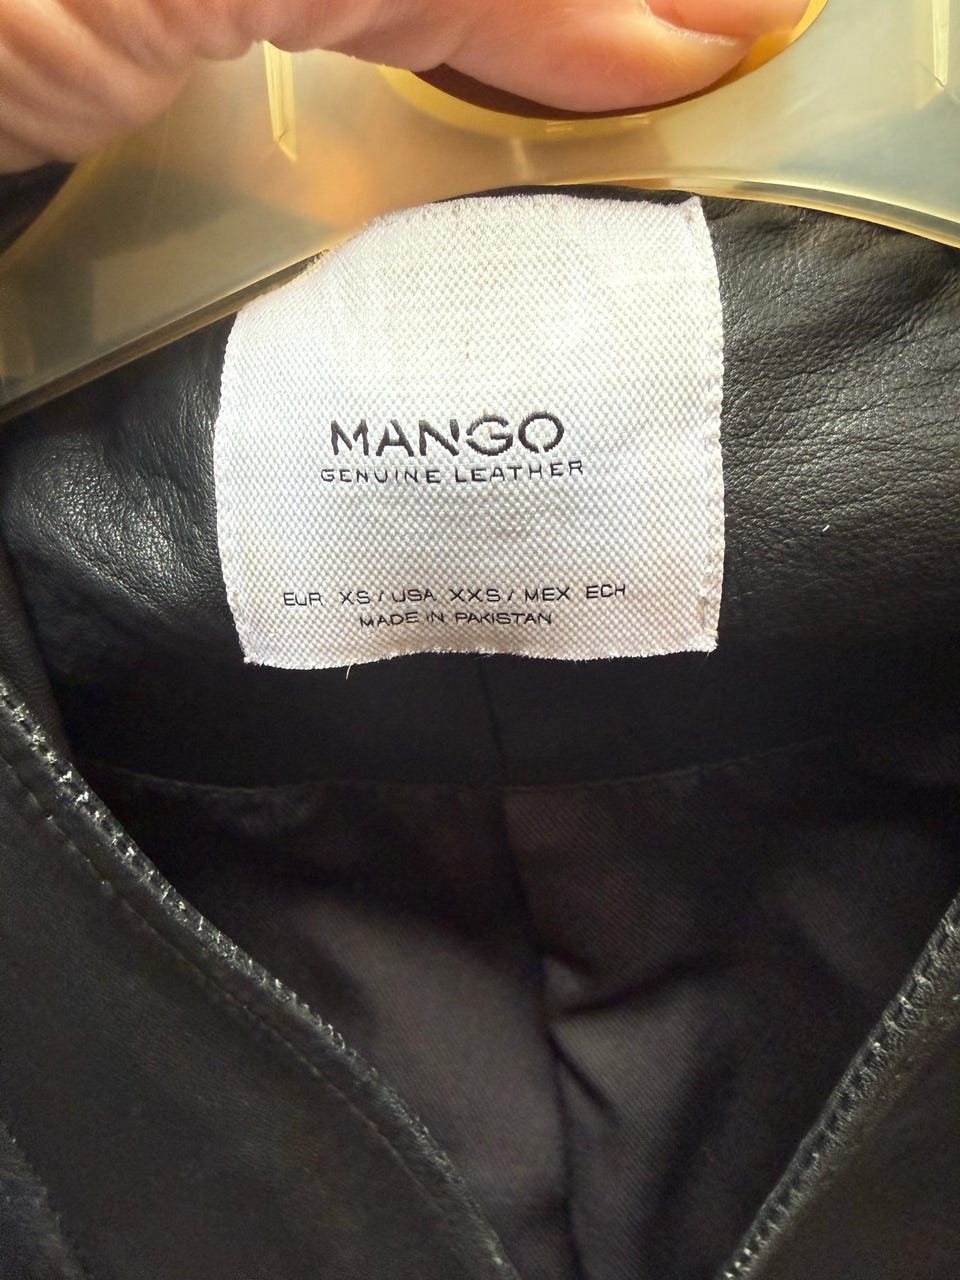 MANGO
GENUINE LEATHER
EUR XS / USA XXS / MEX ECH
MADE IN PAKISTAN